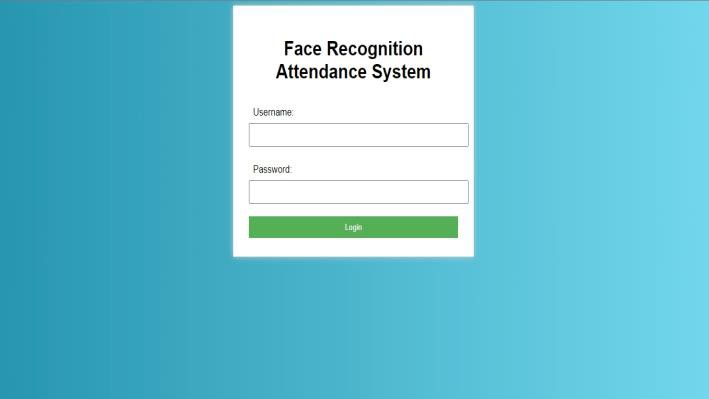 Face Recognition
Attendance System
Username:
Password:
Login